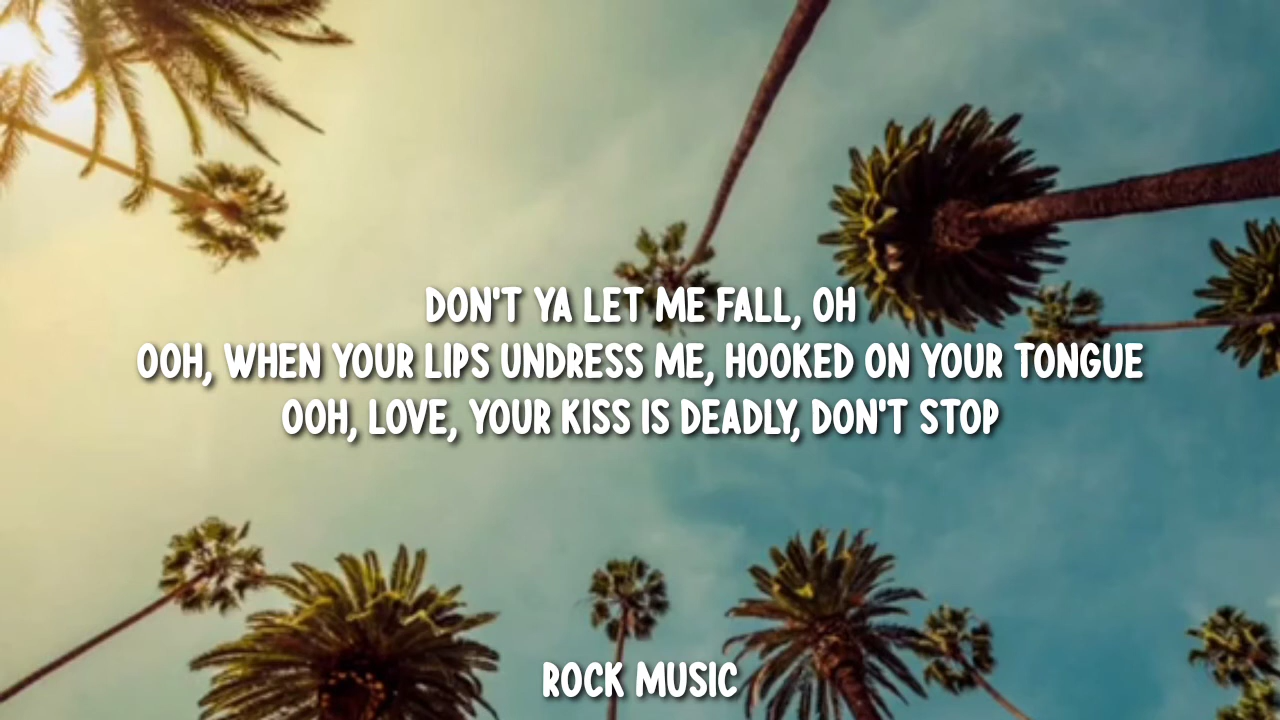 DON'T YA LET ME FALL, OH
OOH, WHEN YOUR LIPS UNDRESS ME, HOOKED ON YOUR TONGUE
OOH, LOVE, YOUR KISS IS DEADLY, DON'T STOP
ROCK MUSIC